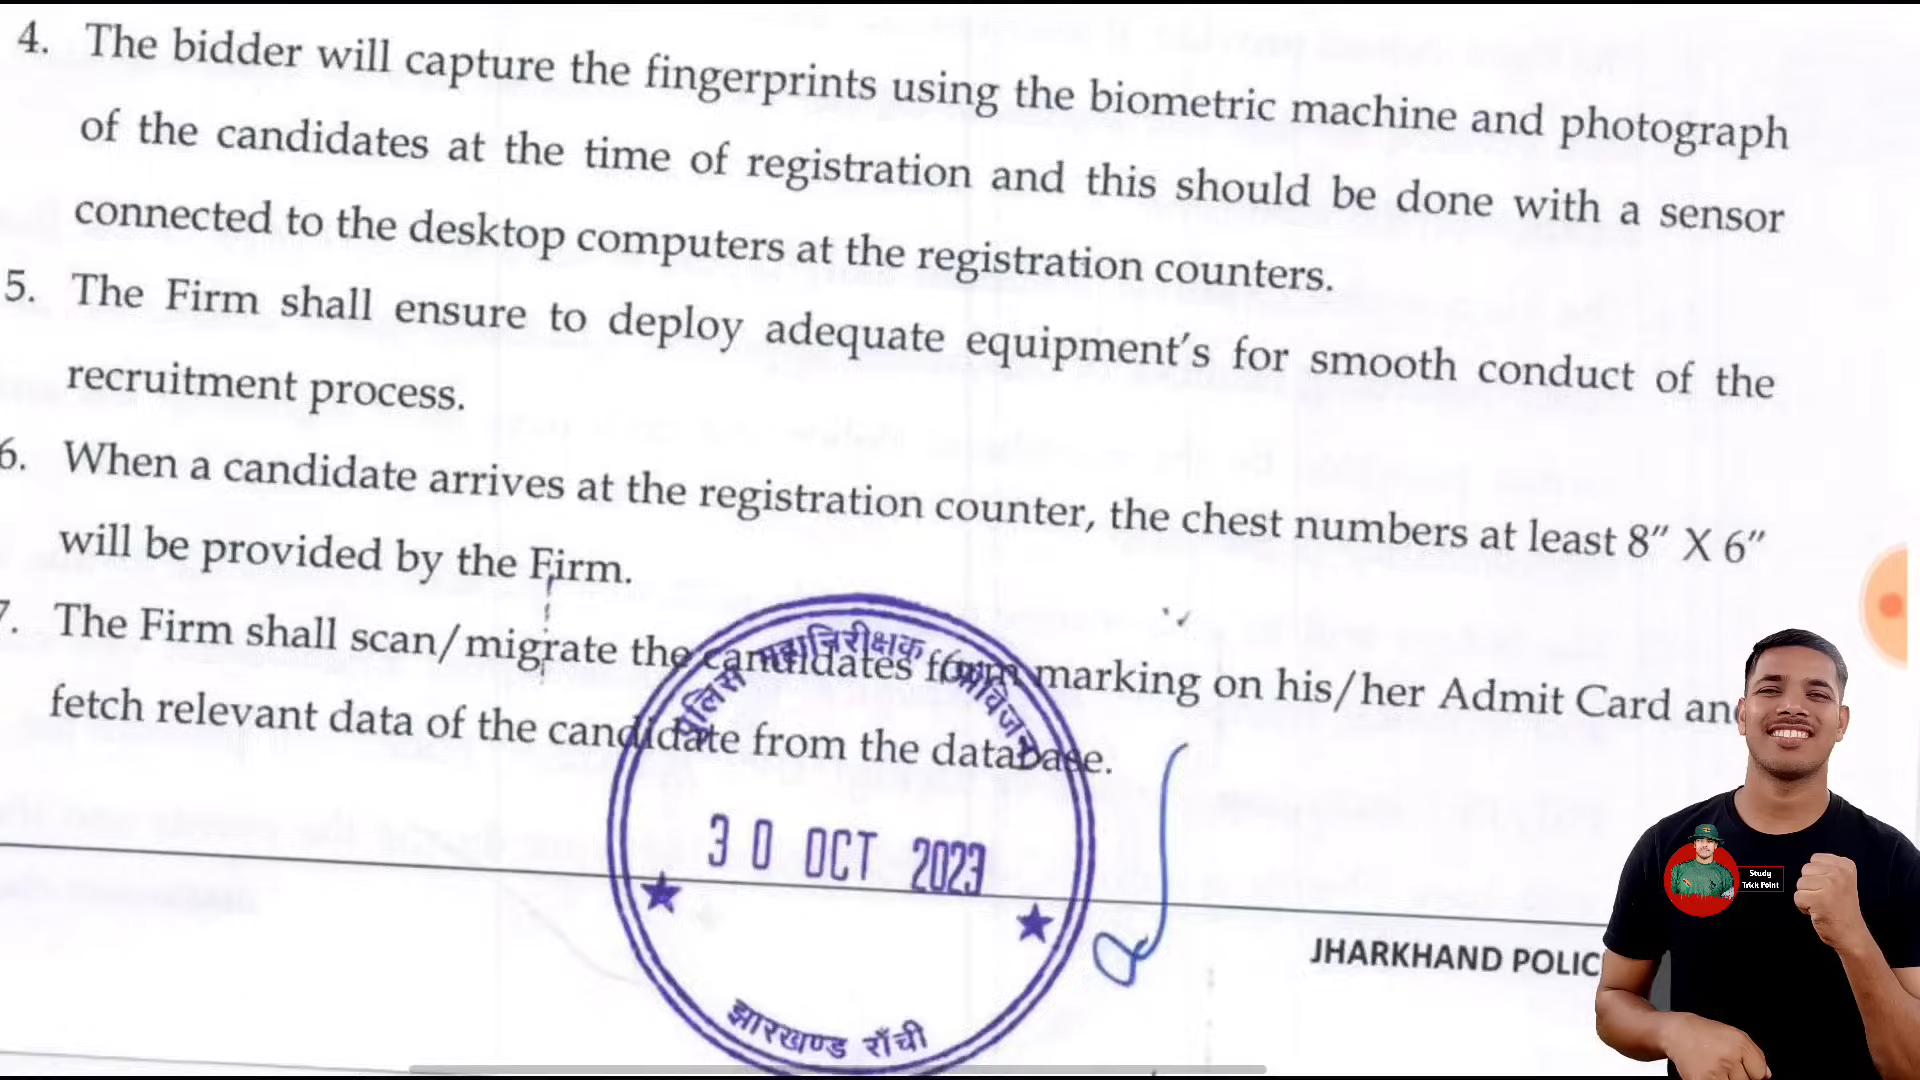 4. The bidder will capture the fingerprints using the biometric machine and photograph
of the candidates at the time of registration and this should be done with a sensor
connected to the desktop computers at the registration counters.
5. The Firm shall ensure to deploy adequate equipment's for smooth conduct of the
recruitment process.
6. When a candidate arrives at the registration counter, the chest numbers at least 8" X 6"
will be provided by the Firm.
7. The Firm shall scan/migrate the candidates form marking on his/her Admit Card and
fetch relevant data of the candidate from the database.
पुलिस महानिरीक्षक
30 OCT 2023
झारखण्ड राँची
JHARKHAND POLIC
Study
Trick Point